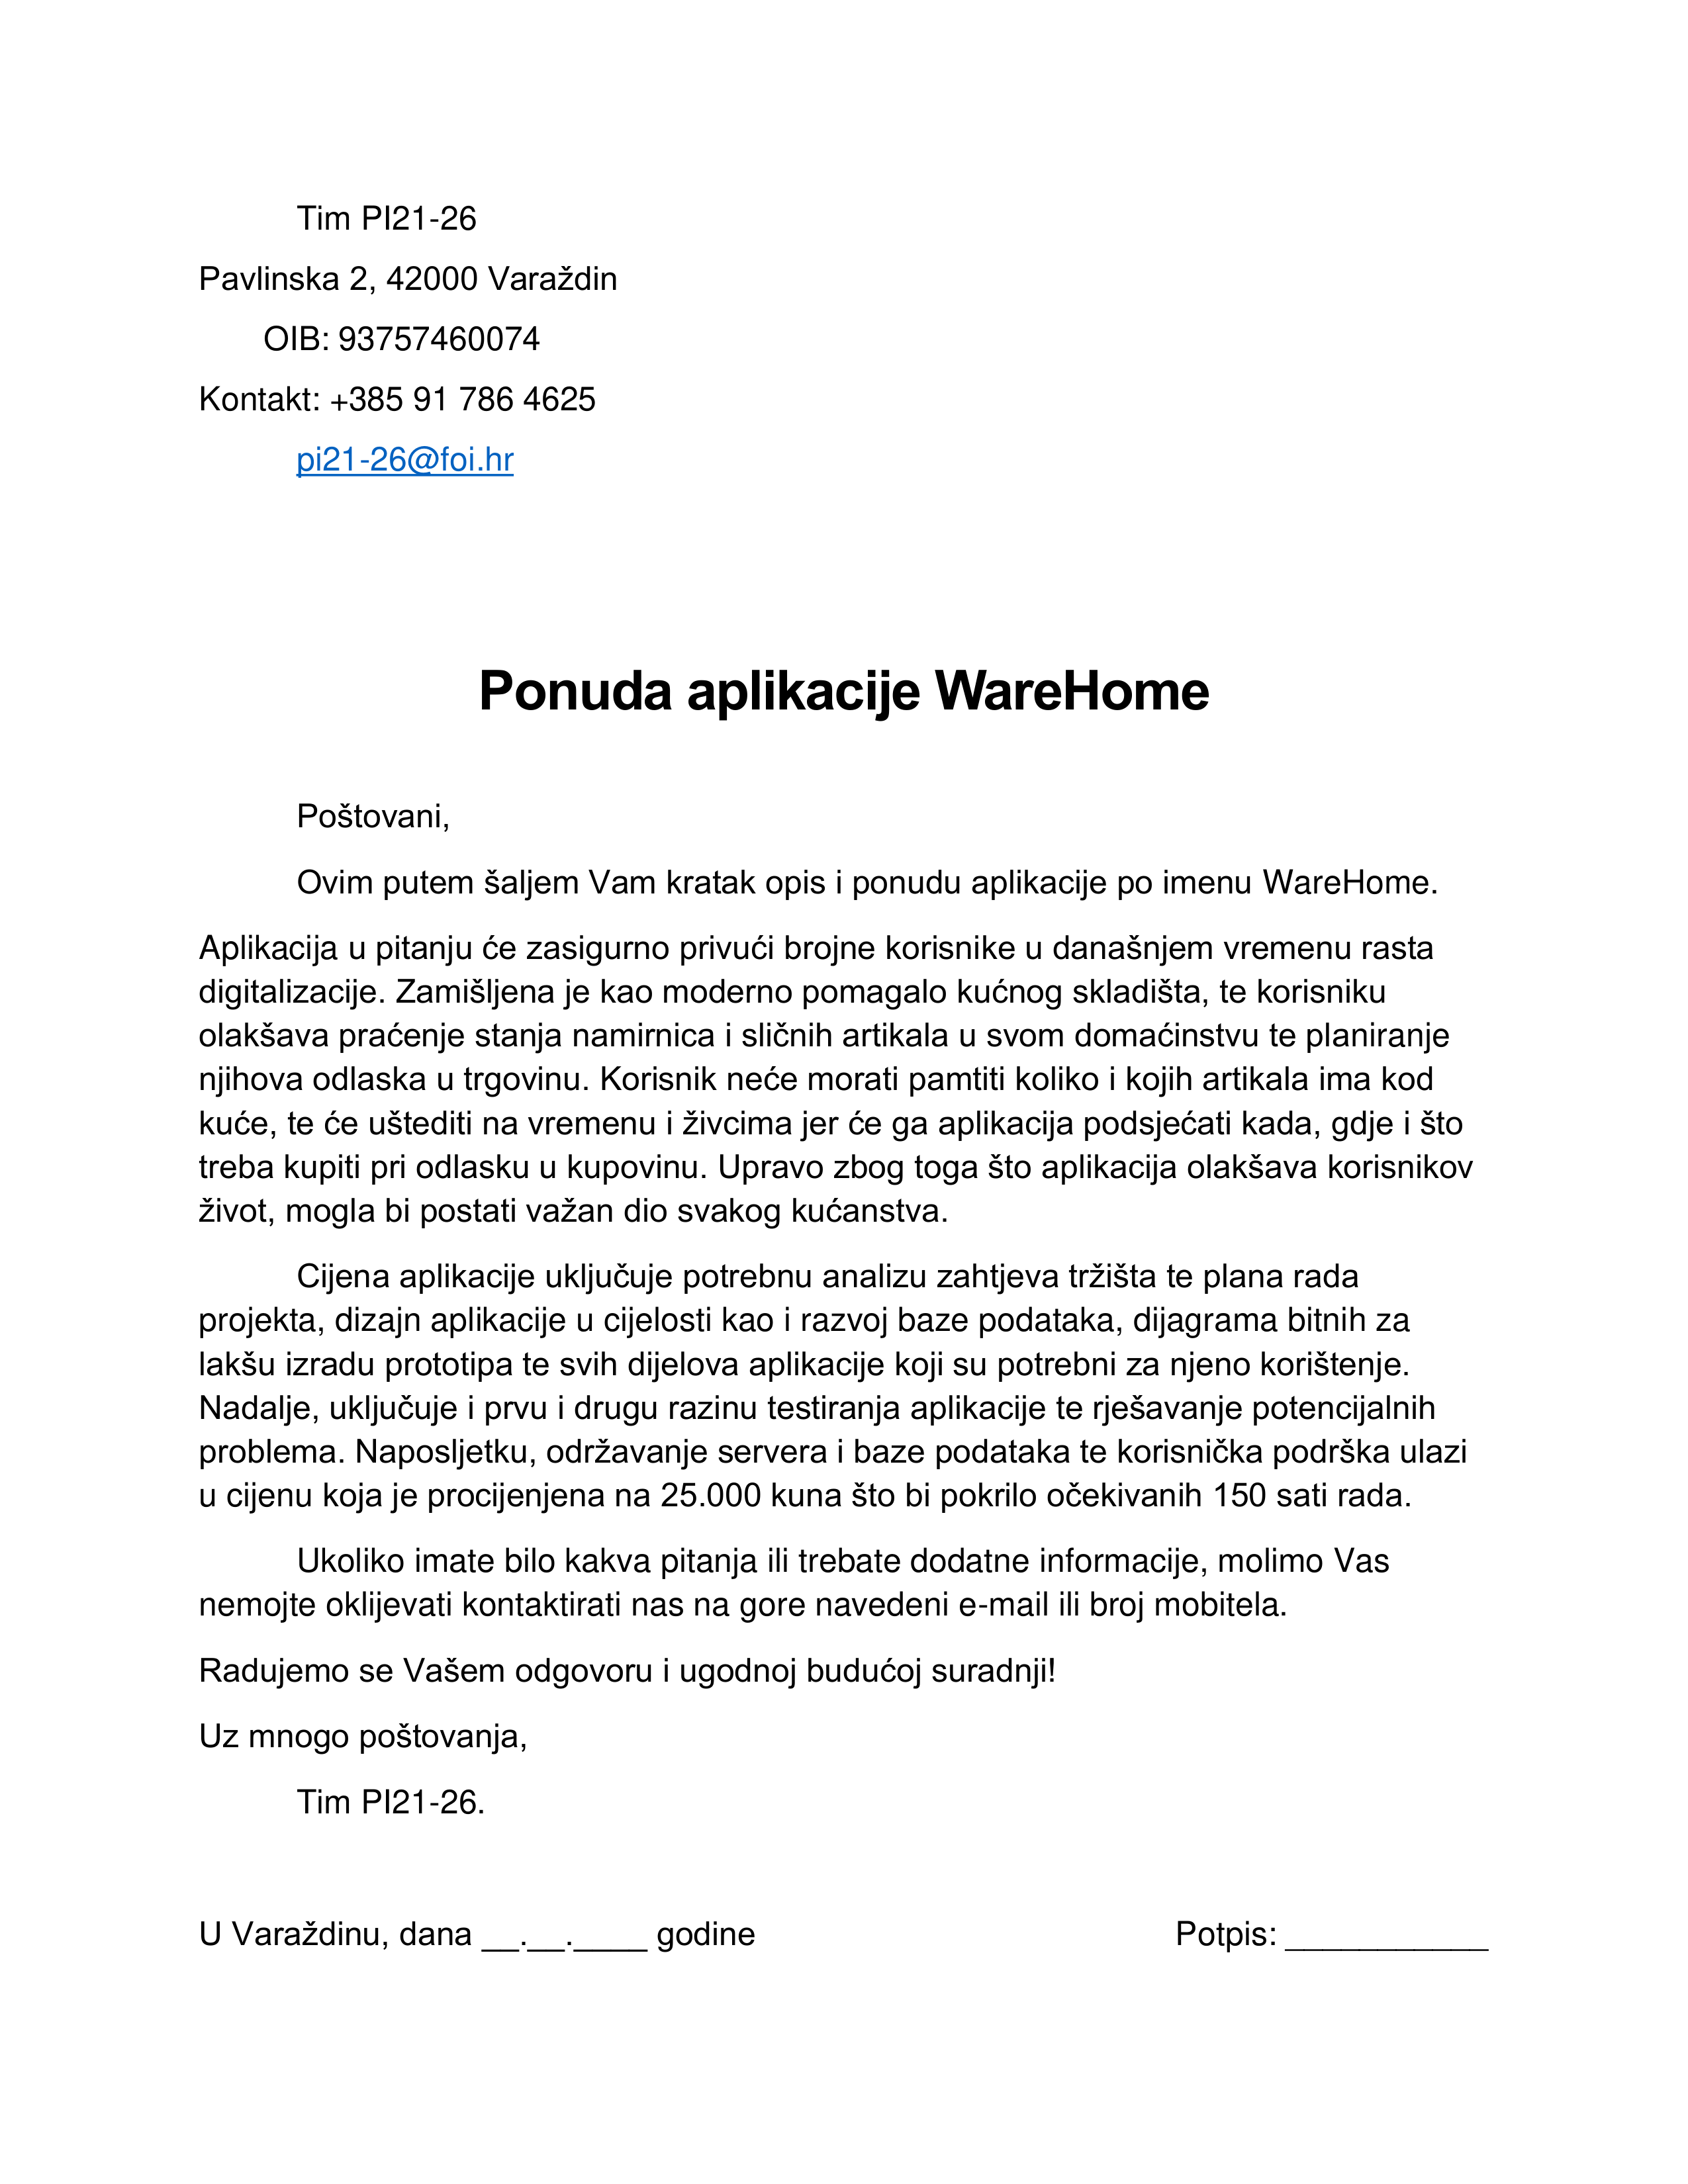 Tim PI21-26
Pavlinska 2, 42000 Varaždin
OIB: 93757460074
Kontakt: +385 91 786 4625
pi21-26@foi.hr
Ponuda aplikacije WareHome
Poštovani,
Ovim putem šaljem Vam kratak opis i ponudu aplikacije po imenu WareHome.
Aplikacija u pitanju će zasigurno privući brojne korisnike u današnjem vremenu rasta
digitalizacije. Zamišljena je kao moderno pomagalo kućnog skladišta, te korisniku
olakšava praćenje stanja namirnica i sličnih artikala u svom domaćinstvu te planiranje
njihova odlaska u trgovinu. Korisnik neće morati pamtiti koliko i kojih artikala ima kod
kuće, te će uštediti na vremenu i živcima jer će ga aplikacija podsjećati kada, gdje i što
treba kupiti pri odlasku u kupovinu. Upravo zbog toga što aplikacija olakšava korisnikov
život, mogla bi postati važan dio svakog kućanstva.
Cijena aplikacije uključuje potrebnu analizu zahtjeva tržišta te plana rada
projekta, dizajn aplikacije u cijelosti kao i razvoj baze podataka, dijagrama bitnih za
lakšu izradu prototipa te svih dijelova aplikacije koji su potrebni za njeno korištenje.
Nadalje, uključuje i prvu i drugu razinu testiranja aplikacije te rješavanje potencijalnih
problema. Naposljetku, održavanje servera i baze podataka te korisnička podrška ulazi
u cijenu koja je procijenjena na 25.000 kuna što bi pokrilo očekivanih 150 sati rada.
Ukoliko imate bilo kakva pitanja ili trebate dodatne informacije, molimo Vas
nemojte oklijevati kontaktirati nas na gore navedeni e-mail ili broj mobitela.
Radujemo se Vašem odgovoru i ugodnoj budućoj suradnji!
Uz mnogo poštovanja,
Tim PI21-26.
U Varaždinu, dana __.__.____ godine Potpis: ___________